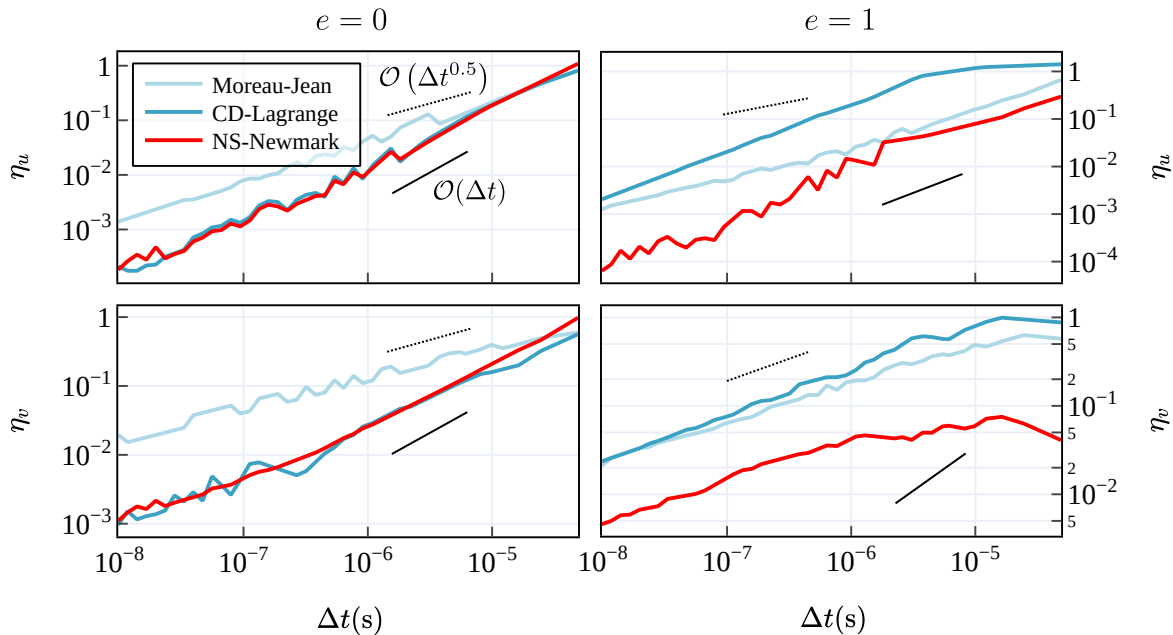 e = 0
e = 1
1
10⁻¹
10⁻²
10⁻³
η_u
Moreau-Jean
CD-Lagrange
NS-Newmark
𝒪(Δt^0.5)
𝒪(Δt)
1
10⁻¹
10⁻²
10⁻³
10⁻⁴
η_u
1
10⁻¹
10⁻²
10⁻³
η_v
1
5
2
10⁻¹
5
2
10⁻²
5
η_v
10⁻⁸
10⁻⁷
10⁻⁶
10⁻⁵
10⁻⁸
10⁻⁷
10⁻⁶
10⁻⁵
Δt(s)
Δt(s)